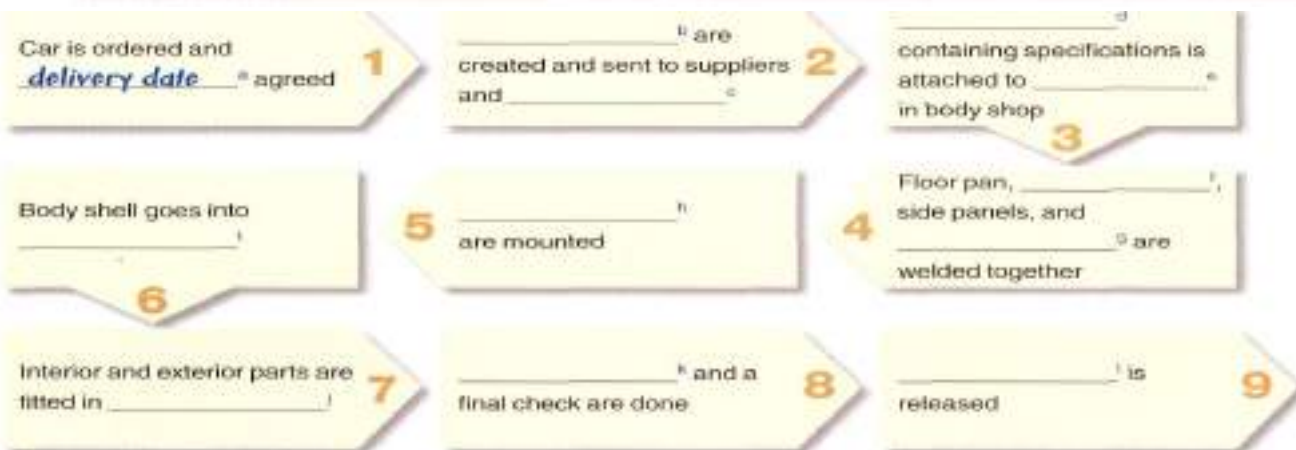 Car is ordered and
delivery date a agreed
1
b are
created and sent to suppliers
and c
2
d
containing specifications is
attached to e
in body shop
3
Floor pan, f,
side panels, and
g are
welded together
4
h
are mounted
5
Body shell goes into
i
6
Interior and exterior parts are
fitted in j
7
k and a
final check are done
8
l is
released
9